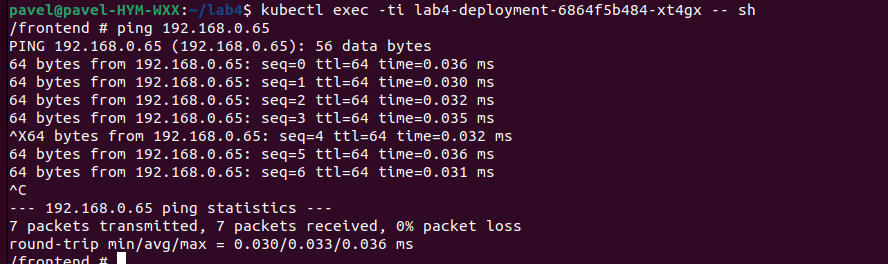 pavel@pavel-HYM-WXX:~/lab4$ kubectl exec -ti lab4-deployment-6864f5b484-xt4gx -- sh
/frontend # ping 192.168.0.65
PING 192.168.0.65 (192.168.0.65): 56 data bytes
64 bytes from 192.168.0.65: seq=0 ttl=64 time=0.036 ms
64 bytes from 192.168.0.65: seq=1 ttl=64 time=0.030 ms
64 bytes from 192.168.0.65: seq=2 ttl=64 time=0.032 ms
64 bytes from 192.168.0.65: seq=3 ttl=64 time=0.035 ms
^X64 bytes from 192.168.0.65: seq=4 ttl=64 time=0.032 ms
64 bytes from 192.168.0.65: seq=5 ttl=64 time=0.036 ms
64 bytes from 192.168.0.65: seq=6 ttl=64 time=0.031 ms
^C
--- 192.168.0.65 ping statistics ---
7 packets transmitted, 7 packets received, 0% packet loss
round-trip min/avg/max = 0.030/0.033/0.036 ms
/frontend #